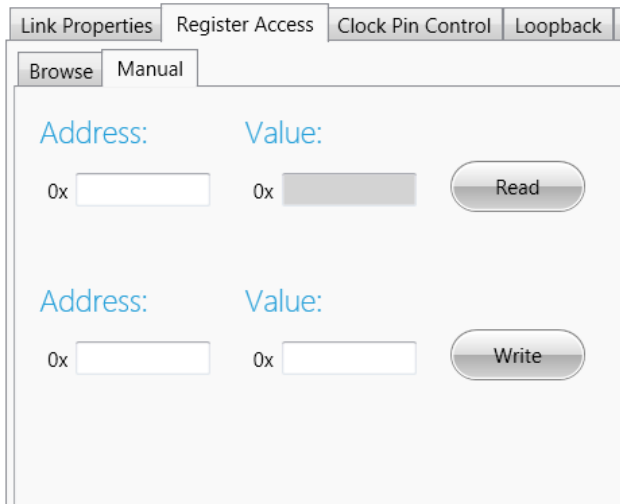 Link Properties Register Access Clock Pin Control Loopback
Browse Manual
Address: Value:
0x 0x Read
Address: Value:
0x 0x Write